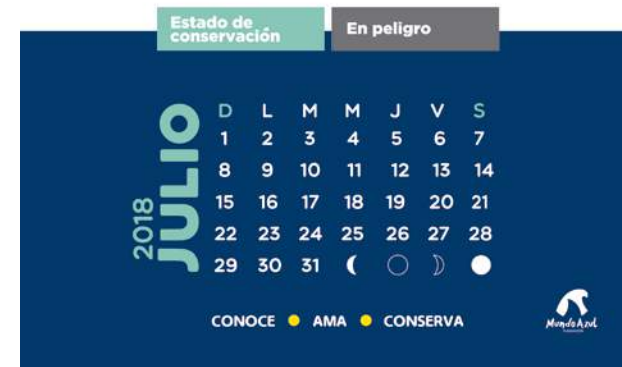 Estado de
conservación
En peligro
2018
JULIO
D L M M J V S
1 2 3 4 5 6 7
8 9 10 11 12 13 14
15 16 17 18 19 20 21
22 23 24 25 26 27 28
29 30 31
CONOCE AMA CONSERVA
Mundo Azul